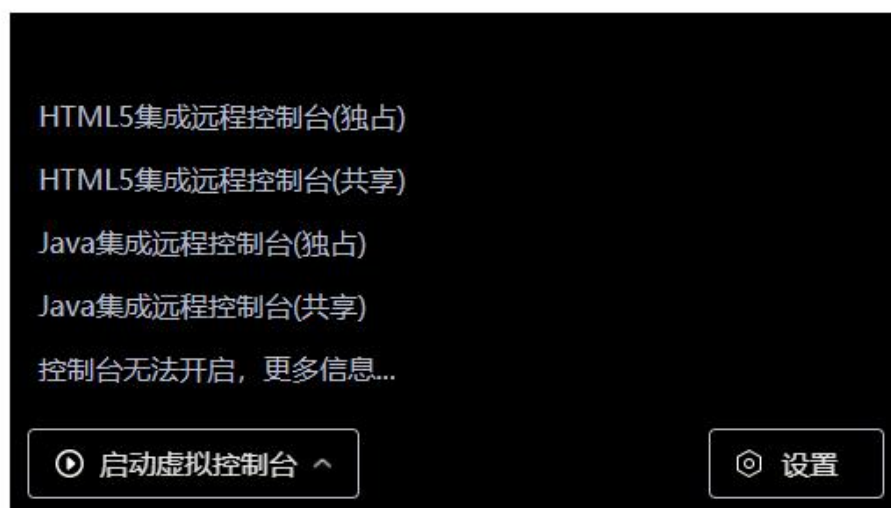 HTML5集成远程控制台(独占)
HTML5集成远程控制台(共享)
Java集成远程控制台(独占)
Java集成远程控制台(共享)
控制台无法开启，更多信息...
启动虚拟控制台
设置